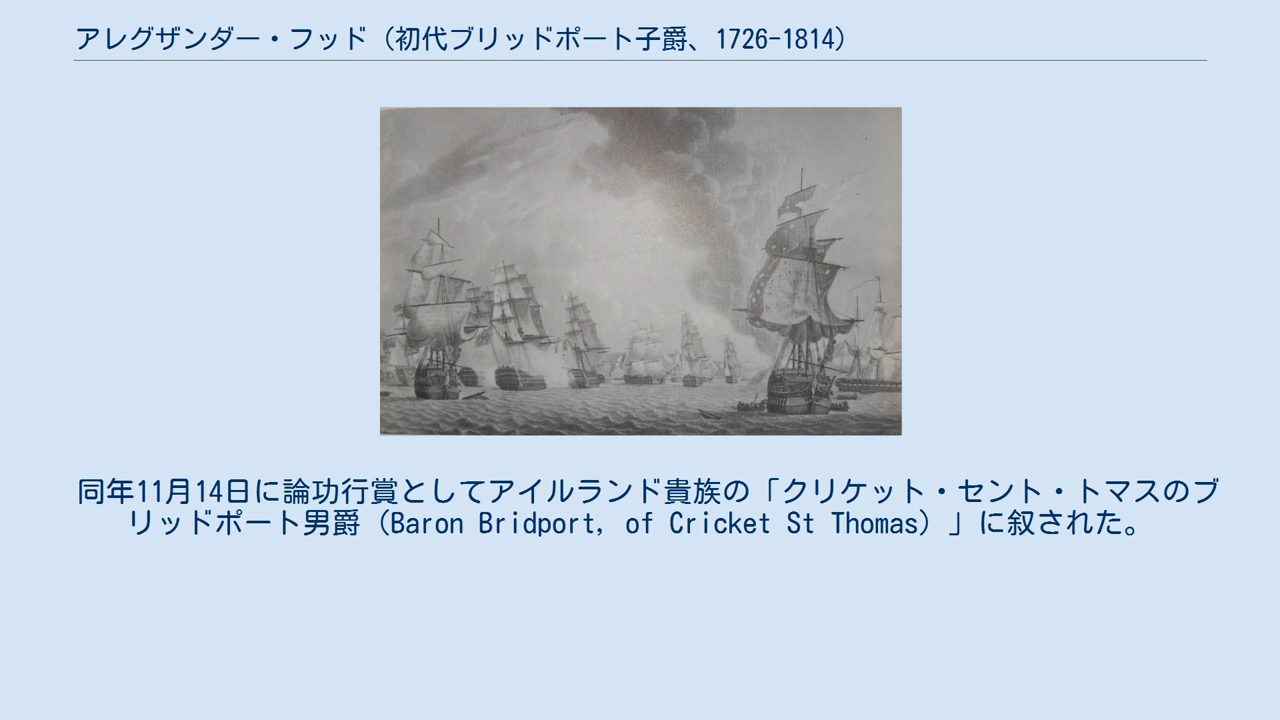 アレグザンダー・フッド（初代ブリッドポート子爵、1726-1814）
同年11月14日に論功行賞としてアイルランド貴族の「クリケット・セント・トマスのブ
リッドポート男爵（Baron Bridport, of Cricket St Thomas）」に叙された。